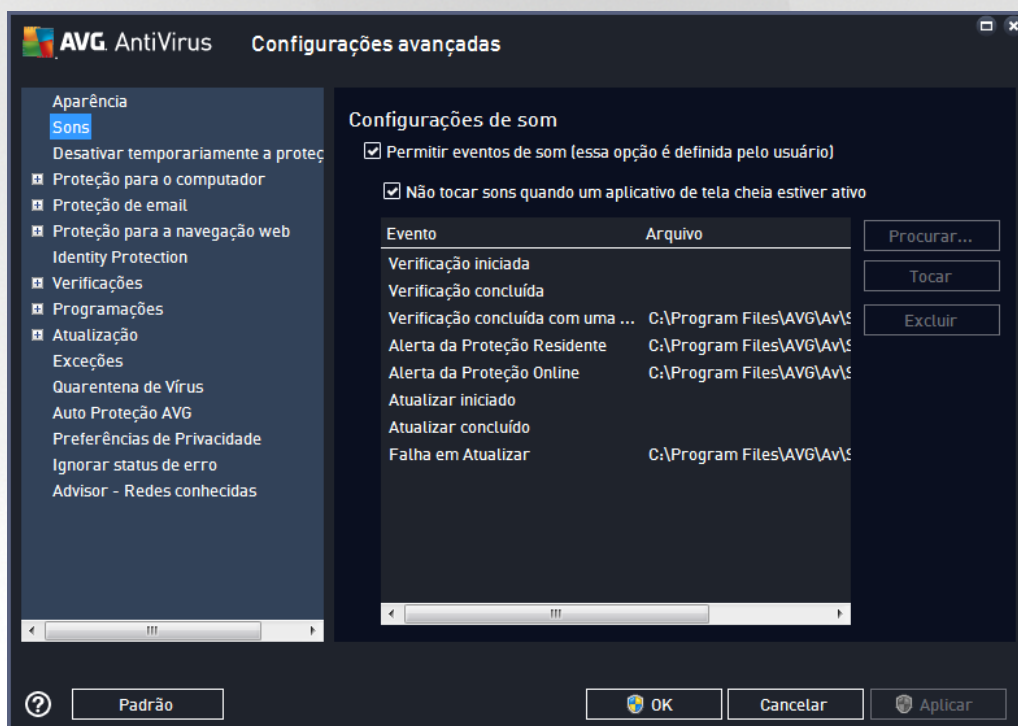 AVG. AntiVirus Configurações avançadas
Aparência
Sons
Desativar temporariamente a proteç
Proteção para o computador
Proteção de email
Proteção para a navegação web
Identity Protection
Verificações
Programações
Atualização
Exceções
Quarentena de Vírus
Auto Proteção AVG
Preferências de Privacidade
Ignorar status de erro
Advisor - Redes conhecidas
Configurações de som
Permitir eventos de som (essa opção é definida pelo usuário)
Não tocar sons quando um aplicativo de tela cheia estiver ativo
Evento Arquivo
Verificação iniciada
Verificação concluída
Verificação concluída com uma ... C:\Program Files\AVG\Av\S
Alerta da Proteção Residente C:\Program Files\AVG\Av\S
Alerta da Proteção Online C:\Program Files\AVG\Av\S
Atualizar iniciado
Atualizar concluído
Falha em Atualizar C:\Program Files\AVG\Av\S
Procurar...
Tocar
Excluir
Padrão OK Cancelar Aplicar